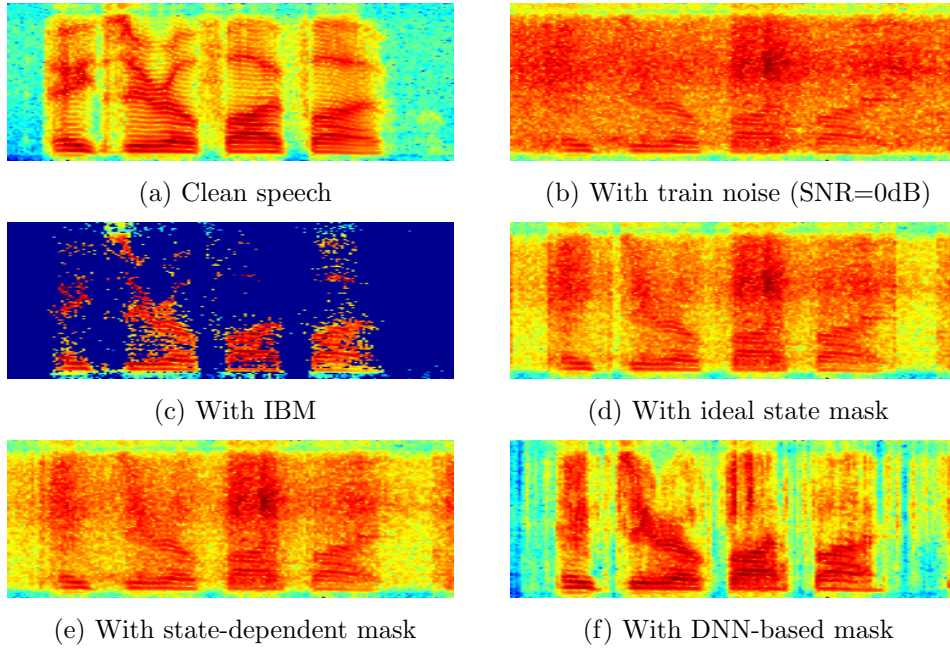 (a) Clean speech
(b) With train noise (SNR=0dB)
(c) With IBM
(d) With ideal state mask
(e) With state-dependent mask
(f) With DNN-based mask